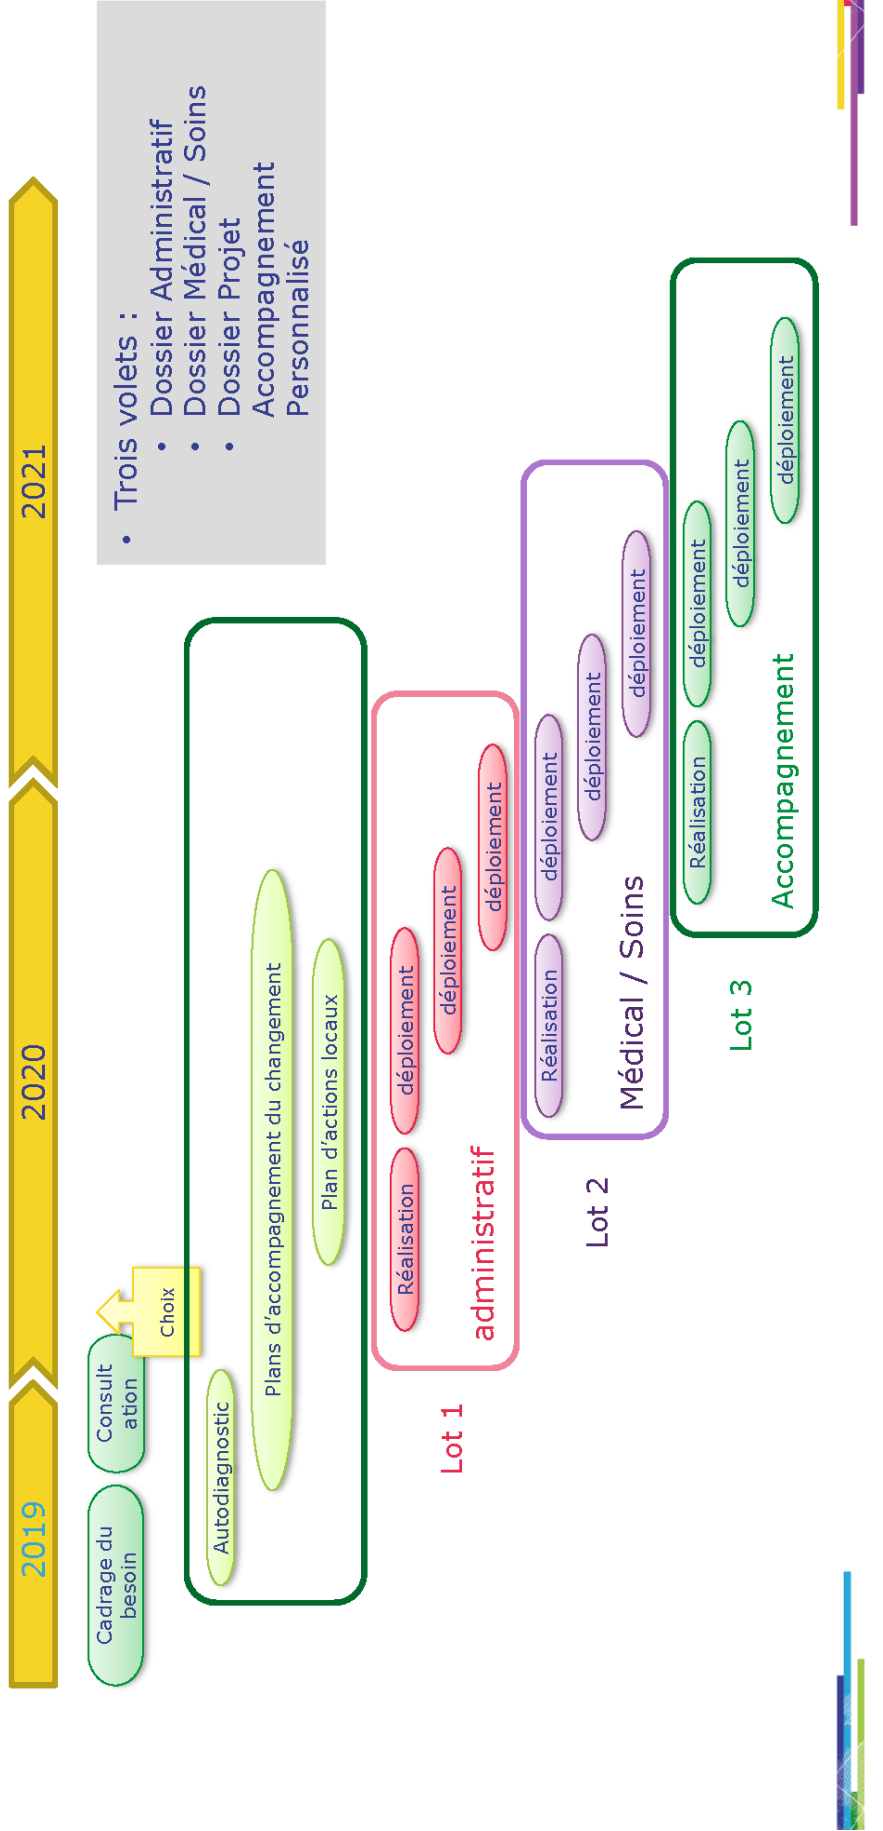 2019
2020
2021
Cadrage du
besoin
Consult
ation
Choix
• Trois volets :
• Dossier Administratif
• Dossier Médical / Soins
• Dossier Projet
Accompagnement
Personnalisé
Autodiagnostic
Plans d’accompagnement du changement
Plan d’actions locaux
Lot 1
Réalisation
déploiement
déploiement
déploiement
administratif
Lot 2
Réalisation
déploiement
déploiement
déploiement
Médical / Soins
Lot 3
Réalisation
déploiement
déploiement
déploiement
Accompagnement